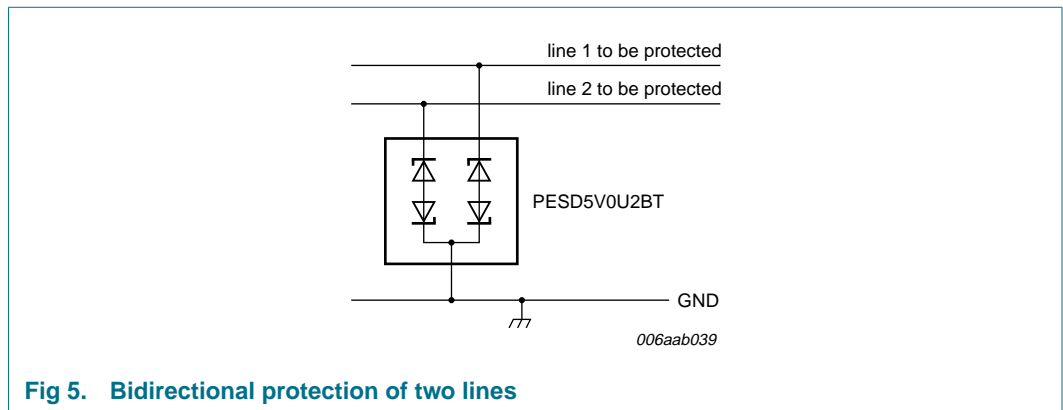 line 1 to be protected
line 2 to be protected
PESD5V0U2BT
GND
006aab039
Fig 5. Bidirectional protection of two lines